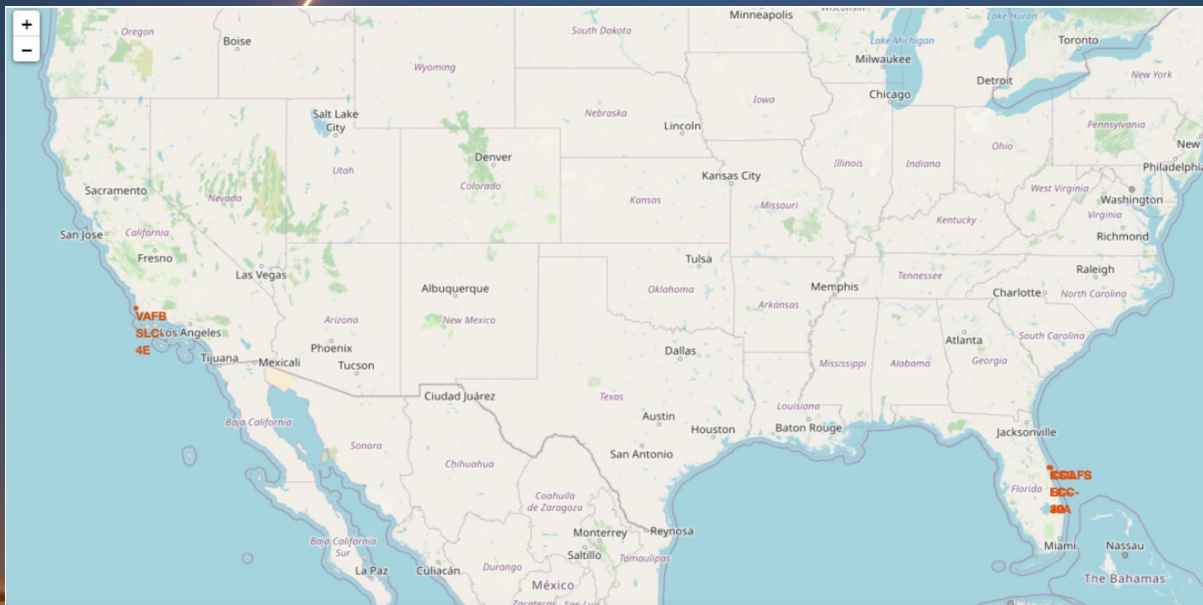 +
−
Oregon
Boise
Wyoming
South Dakota
Minneapolis
Wisconsin
Lake Huron
Lake Michigan
Toronto
Milwaukee
Detroit
New York
Chicago
Iowa
Nebraska
Lincoln
Salt Lake
City
Pennsylvania
New
Philadelphia
Ohio
Indiana
Illinois
Denver
Utah
Colorado
Nevada
Sacramento
Kansas City
Kansas
Missouri
West Virginia
Washington
Virginia
Kentucky
Richmond
San Jose
California
Fresno
Las Vegas
Tulsa
Raleigh
Tennessee
North Carolina
Charlotte
Memphis
Albuquerque
Oklahoma
Arkansas
New Mexico
Arizona
VAFB
SLC-
4E
Los Angeles
South Carolina
Atlanta
Georgia
Alabama
Mississippi
Phoenix
Tucson
Dallas
Tijuana
Mexicali
Ciudad Juárez
Texas
Louisiana
Austin
Houston
Baton Rouge
Jacksonville
Baja California
Sonora
Chihuahua
San Antonio
Florida
Coahuila
de Zaragoza
Monterrey
Reynosa
Saltillo
Tamaulipas
Miami
Nassau
The Bahamas
Baja California
Sur
La Paz
Culiacán
Durango
México
Zacatecas
San Luis